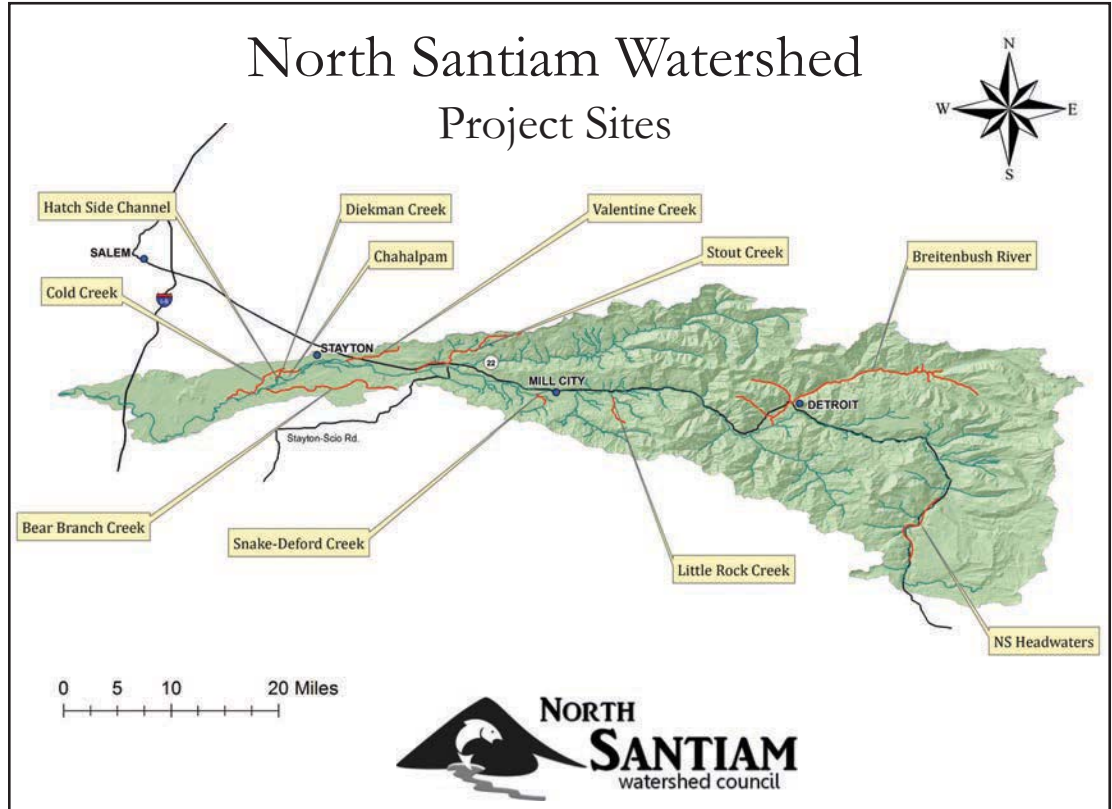 North Santiam Watershed
Project Sites
N
W
E
S
Hatch Side Channel
Diekman Creek
Valentine Creek
SALEM
Chahalpam
Stout Creek
Breitenbush River
Cold Creek
STAYTON
22
MILL CITY
DETROIT
Stayton-Scio Rd.
Bear Branch Creek
Snake-Deford Creek
Little Rock Creek
NS Headwaters
0 5 10 20 Miles
NORTH
SANTIAM
watershed council